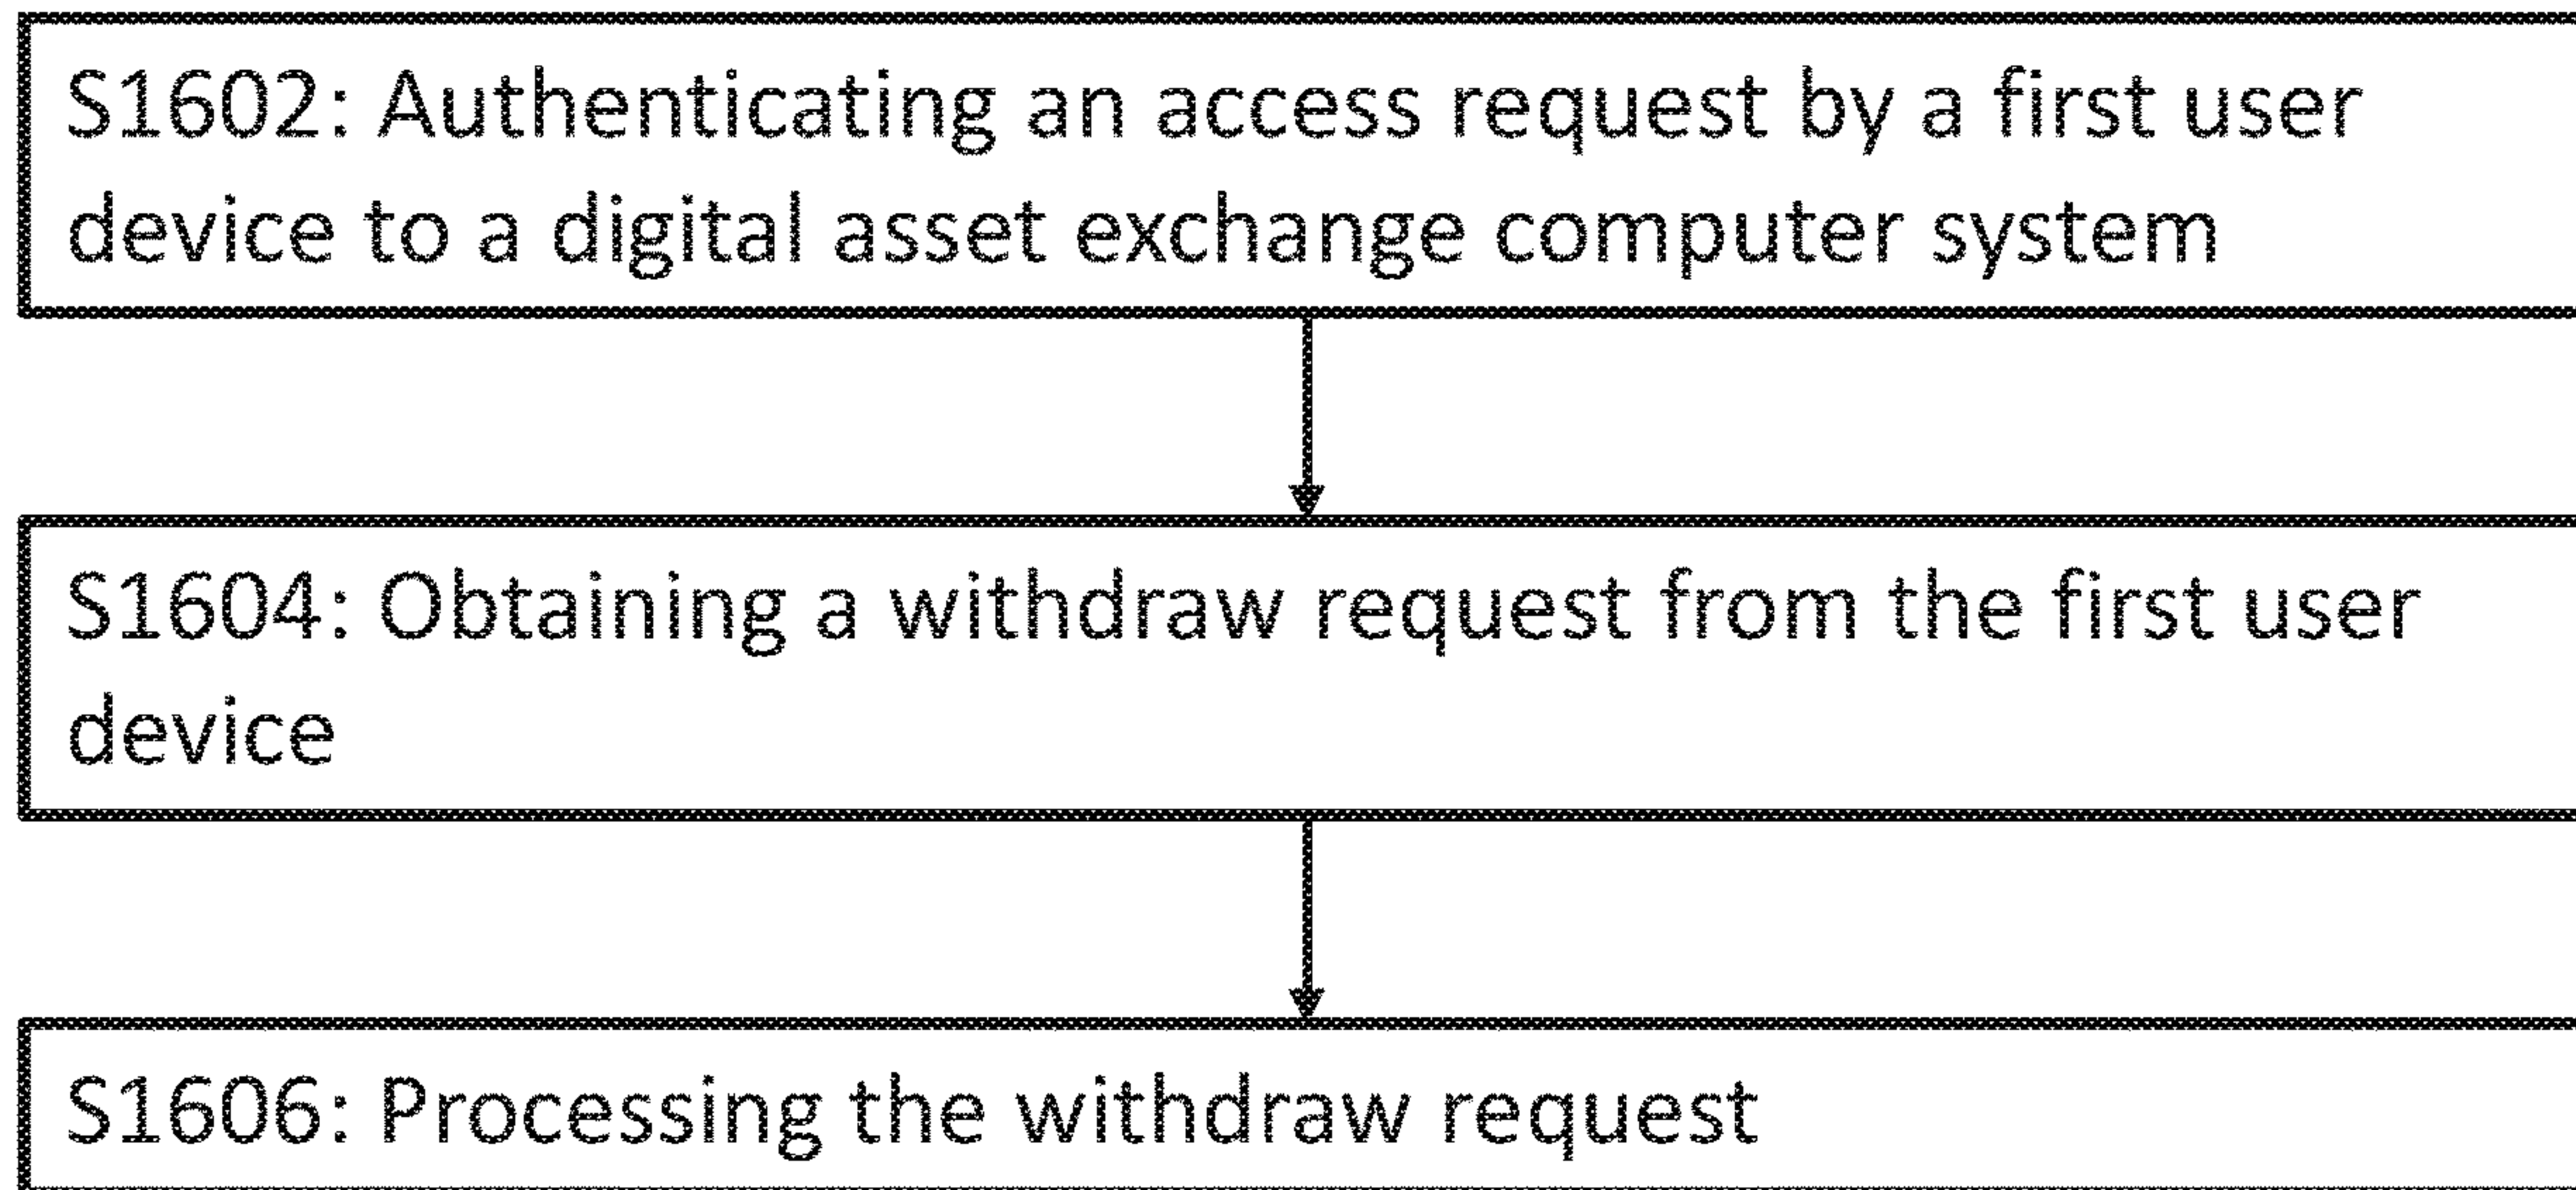 S1602: Authenticating an access request by a first user
device to a digital asset exchange computer system
S1604: Obtaining a withdraw request from the first user
device
S1606: Processing the withdraw request